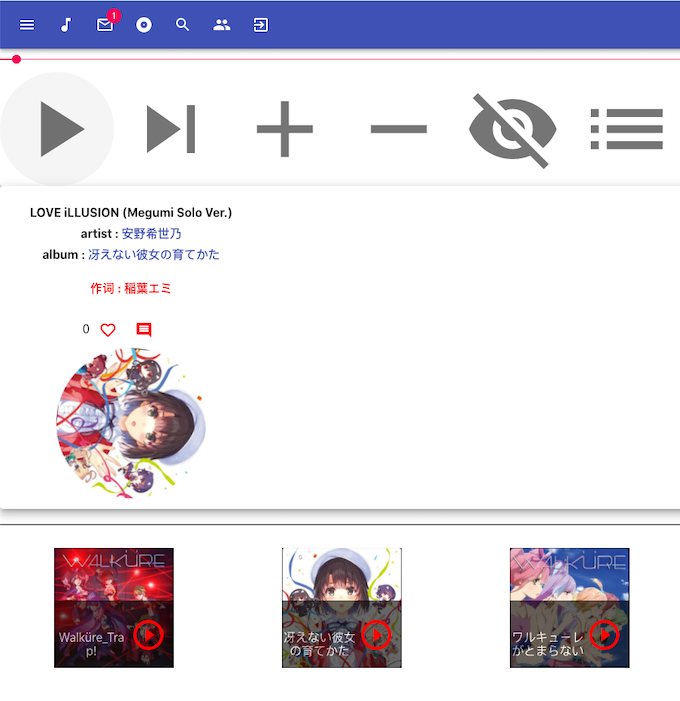 1
LOVE iLLUSION (Megumi Solo Ver.)
artist : 安野希世乃
album : 冴えない彼女の育てかた
作词 : 稲葉エミ
0
WALKÜRE
Walküre_Tra
p!
冴えない彼女
の育てかた
WALKÜRE
ワルキューレ
がとまらない